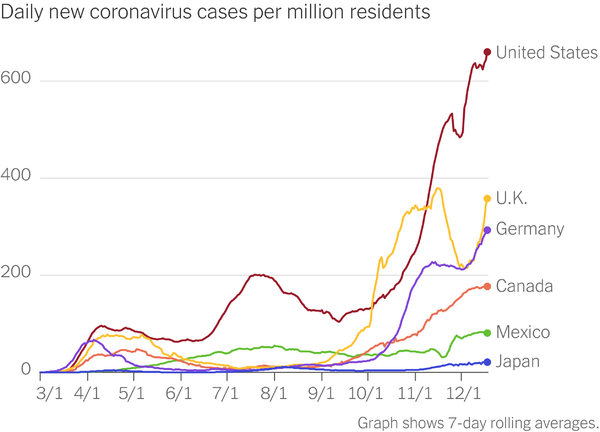 Daily new coronavirus cases per million residents
United States
600
400
U.K.
Germany
200
Canada
Mexico
Japan
0
3/1 4/1 5/1 6/1 7/1 8/1 9/1 10/1 11/1 12/1
Graph shows 7-day rolling averages.